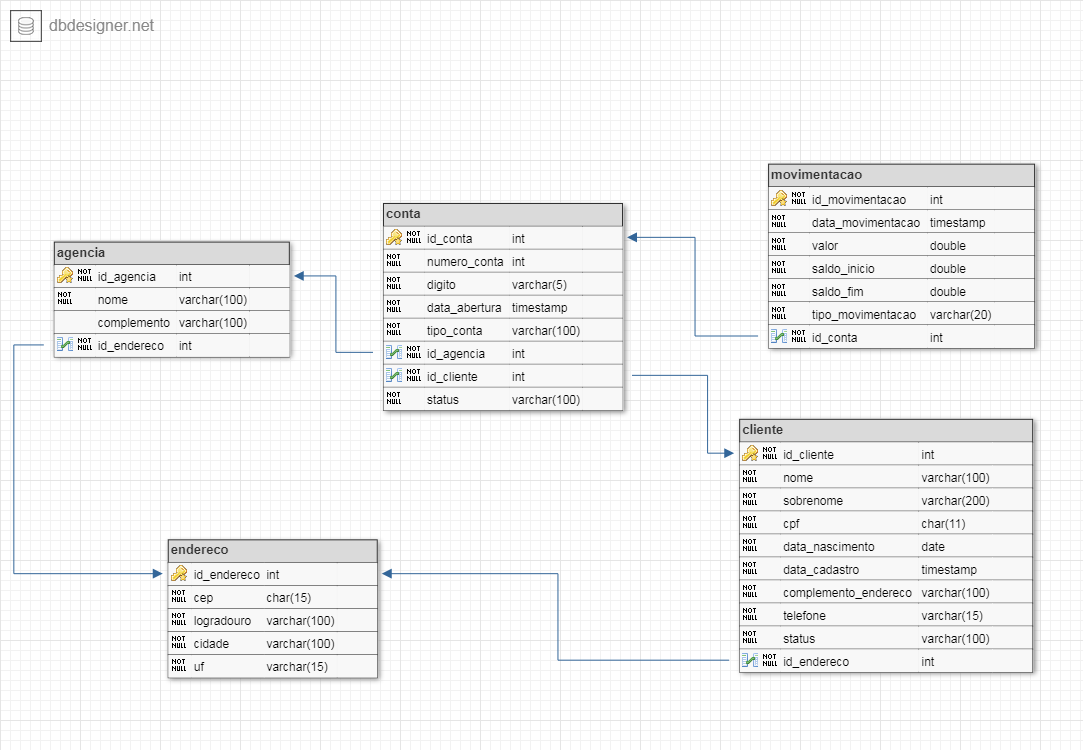 dbdesigner.net
agencia
NOT NULL id_agencia int
NOT NULL nome varchar(100)
complemento varchar(100)
NOT NULL id_endereco int
conta
NOT NULL id_conta int
NOT NULL numero_conta int
NOT NULL digito varchar(5)
NOT NULL data_abertura timestamp
NOT NULL tipo_conta varchar(100)
NOT NULL id_agencia int
NOT NULL id_cliente int
NOT NULL status varchar(100)
movimentacao
NOT NULL id_movimentacao int
NOT NULL data_movimentacao timestamp
NOT NULL valor double
NOT NULL saldo_inicio double
NOT NULL saldo_fim double
NOT NULL tipo_movimentacao varchar(20)
NOT NULL id_conta int
endereco
NOT NULL id_endereco int
NOT NULL cep char(15)
NOT NULL logradouro varchar(100)
NOT NULL cidade varchar(100)
NOT NULL uf varchar(15)
cliente
NOT NULL id_cliente int
NOT NULL nome varchar(100)
NOT NULL sobrenome varchar(200)
NOT NULL cpf char(11)
NOT NULL data_nascimento date
NOT NULL data_cadastro timestamp
NOT NULL complemento_endereco varchar(100)
NOT NULL telefone varchar(15)
NOT NULL status varchar(100)
NOT NULL id_endereco int